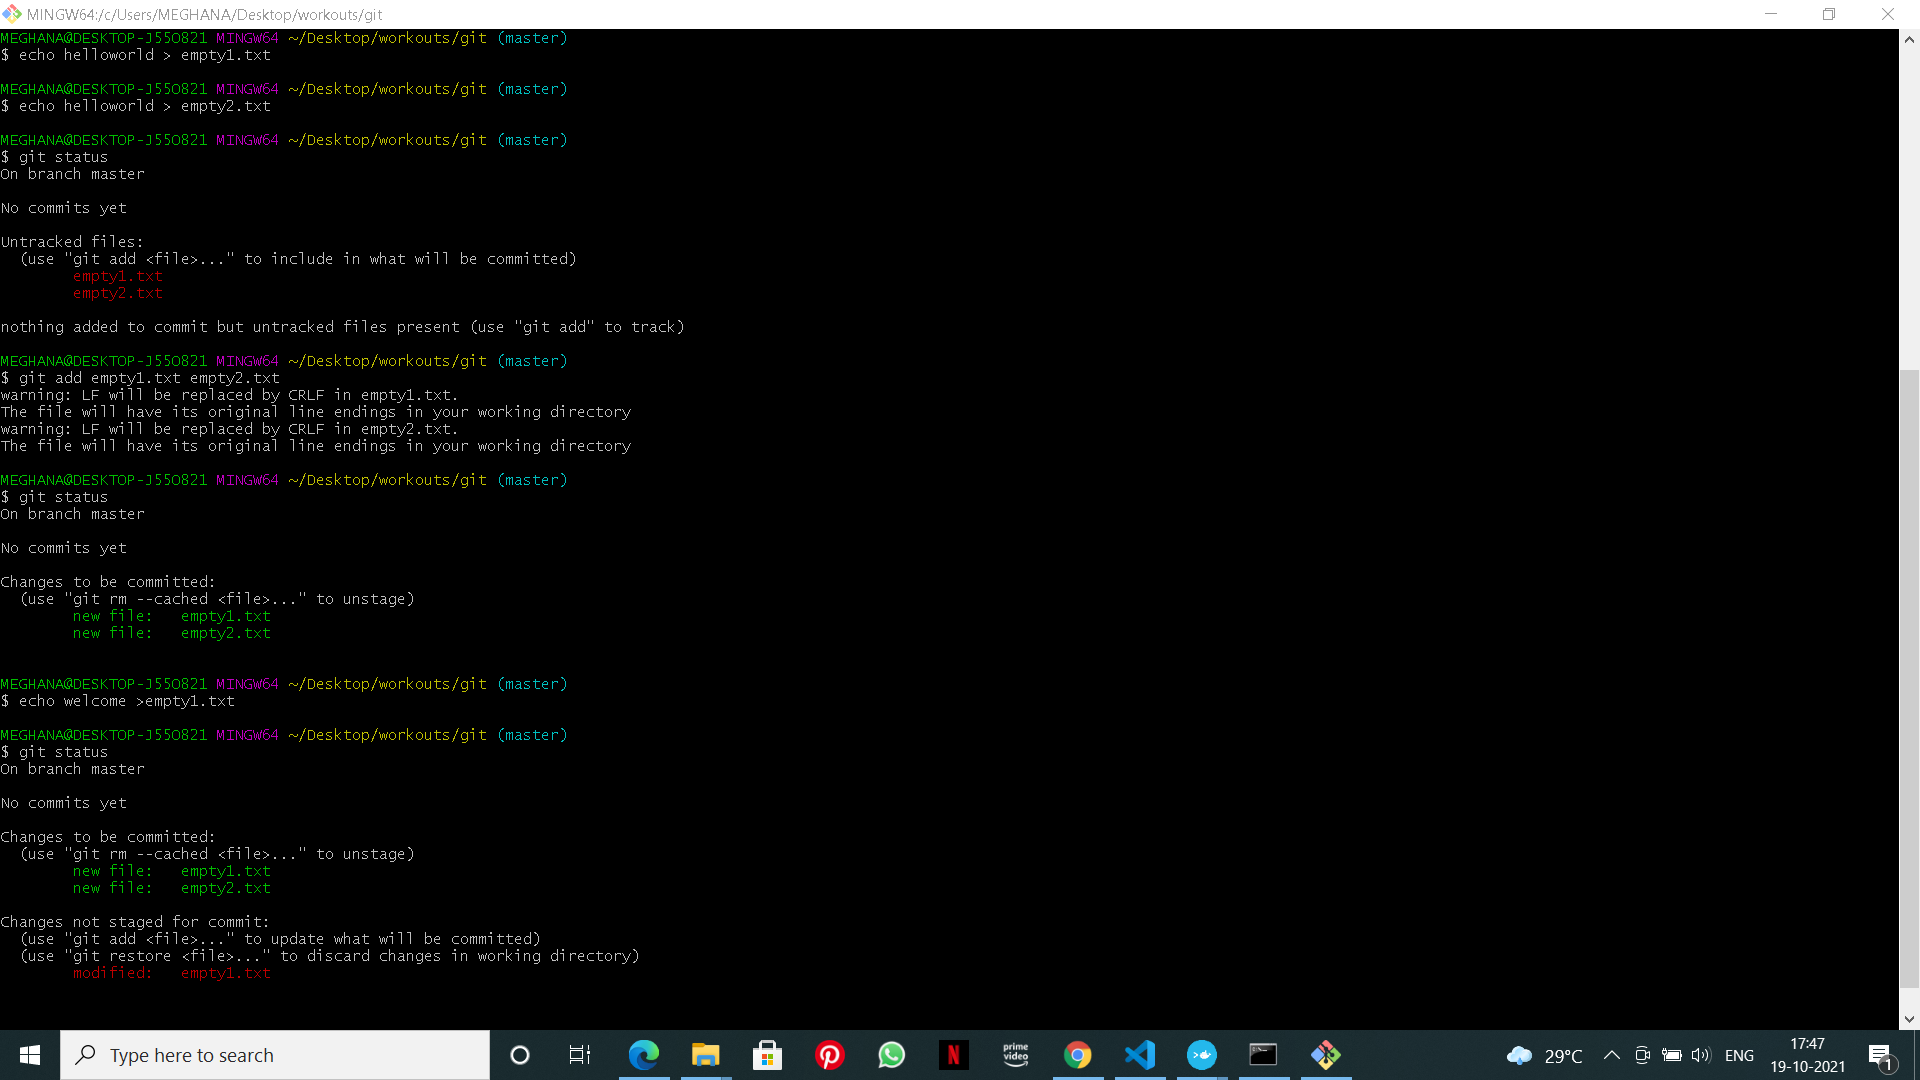 MINGW64:/c/Users/MEGHANA/Desktop/workouts/git
MEGHANA@DESKTOP-J550821 MINGW64 ~/Desktop/workouts/git (master)
$ echo helloworld > empty1.txt
MEGHANA@DESKTOP-J550821 MINGW64 ~/Desktop/workouts/git (master)
$ echo helloworld > empty2.txt
MEGHANA@DESKTOP-J550821 MINGW64 ~/Desktop/workouts/git (master)
$ git status
On branch master
No commits yet
Untracked files:
  (use "git add <file>..." to include in what will be committed)
        empty1.txt
        empty2.txt
nothing added to commit but untracked files present (use "git add" to track)
MEGHANA@DESKTOP-J550821 MINGW64 ~/Desktop/workouts/git (master)
$ git add empty1.txt empty2.txt
warning: LF will be replaced by CRLF in empty1.txt.
The file will have its original line endings in your working directory
warning: LF will be replaced by CRLF in empty2.txt.
The file will have its original line endings in your working directory
MEGHANA@DESKTOP-J550821 MINGW64 ~/Desktop/workouts/git (master)
$ git status
On branch master
No commits yet
Changes to be committed:
  (use "git rm --cached <file>..." to unstage)
        new file:   empty1.txt
        new file:   empty2.txt
MEGHANA@DESKTOP-J550821 MINGW64 ~/Desktop/workouts/git (master)
$ echo welcome >empty1.txt
MEGHANA@DESKTOP-J550821 MINGW64 ~/Desktop/workouts/git (master)
$ git status
On branch master
No commits yet
Changes to be committed:
  (use "git rm --cached <file>..." to unstage)
        new file:   empty1.txt
        new file:   empty2.txt
Changes not staged for commit:
  (use "git add <file>..." to update what will be committed)
  (use "git restore <file>..." to discard changes in working directory)
        modified:   empty1.txt
Type here to search
N
prime video
29°C
ENG
17:47
19-10-2021
1